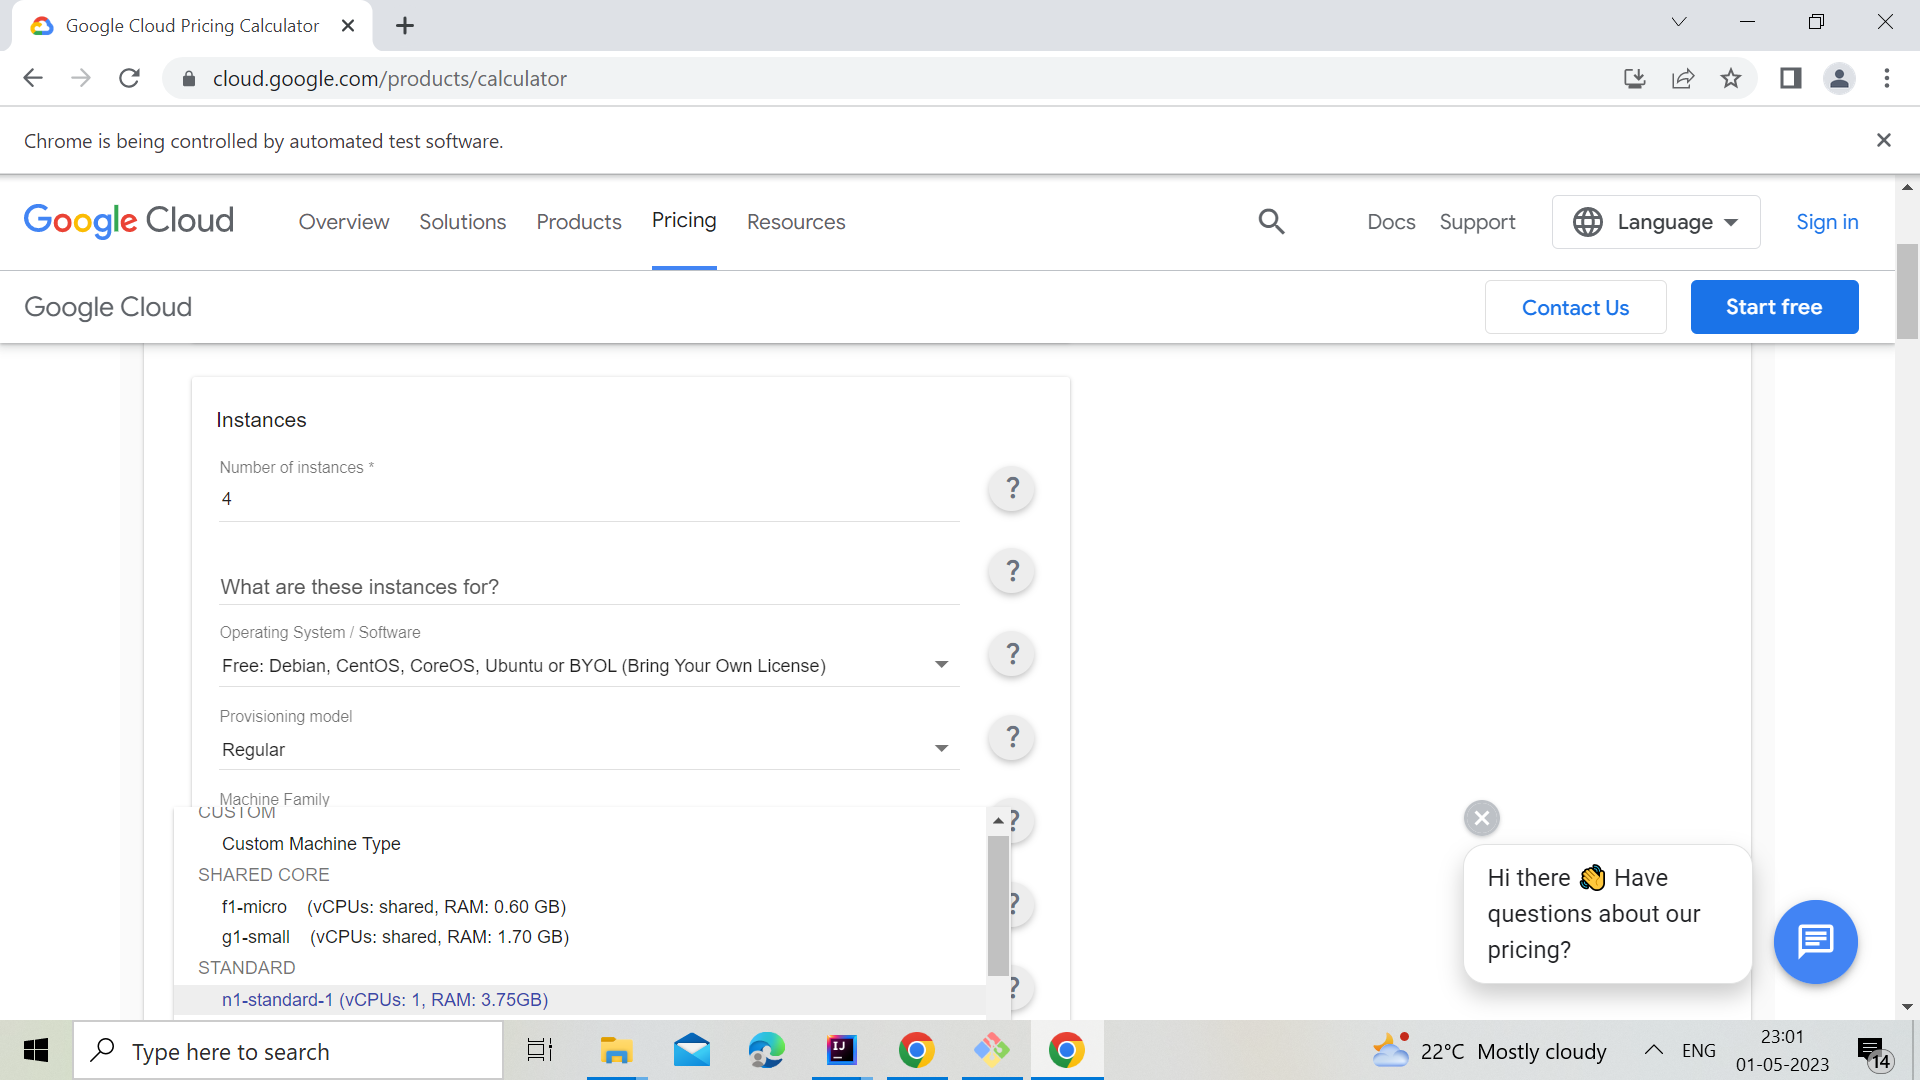 Google Cloud Pricing Calculator
cloud.google.com/products/calculator
Chrome is being controlled by automated test software.
Google Cloud Overview Solutions Products Pricing Resources Docs Support Language Sign in
Google Cloud Contact Us Start free
Instances
Number of instances *
4
?
?
What are these instances for?
Operating System / Software
Free: Debian, CentOS, CoreOS, Ubuntu or BYOL (Bring Your Own License)
?
Provisioning model
Regular
?
Machine Family
?
CUSTOM
Custom Machine Type
SHARED CORE
f1-micro (vCPUs: shared, RAM: 0.60 GB)
?
g1-small (vCPUs: shared, RAM: 1.70 GB)
STANDARD
n1-standard-1 (vCPUs: 1, RAM: 3.75GB)
?
Hi there 👋 Have
questions about our
pricing?
Type here to search
IJ
22°C Mostly cloudy
ENG
23:01
01-05-2023
14